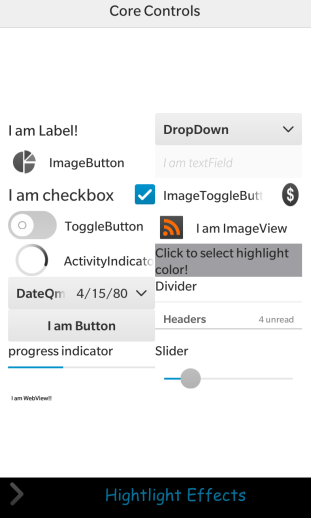 Core Controls
I am Label!
DropDown
ImageButton
I am textField
I am checkbox
ImageToggleButt
$
ToggleButton
I am ImageView
ActivityIndicato
Click to select highlight
color!
DateQm
4/15/80
Divider
I am Button
Headers
4 unread
progress indicator
Slider
I am WebView!!
Hightlight Effects